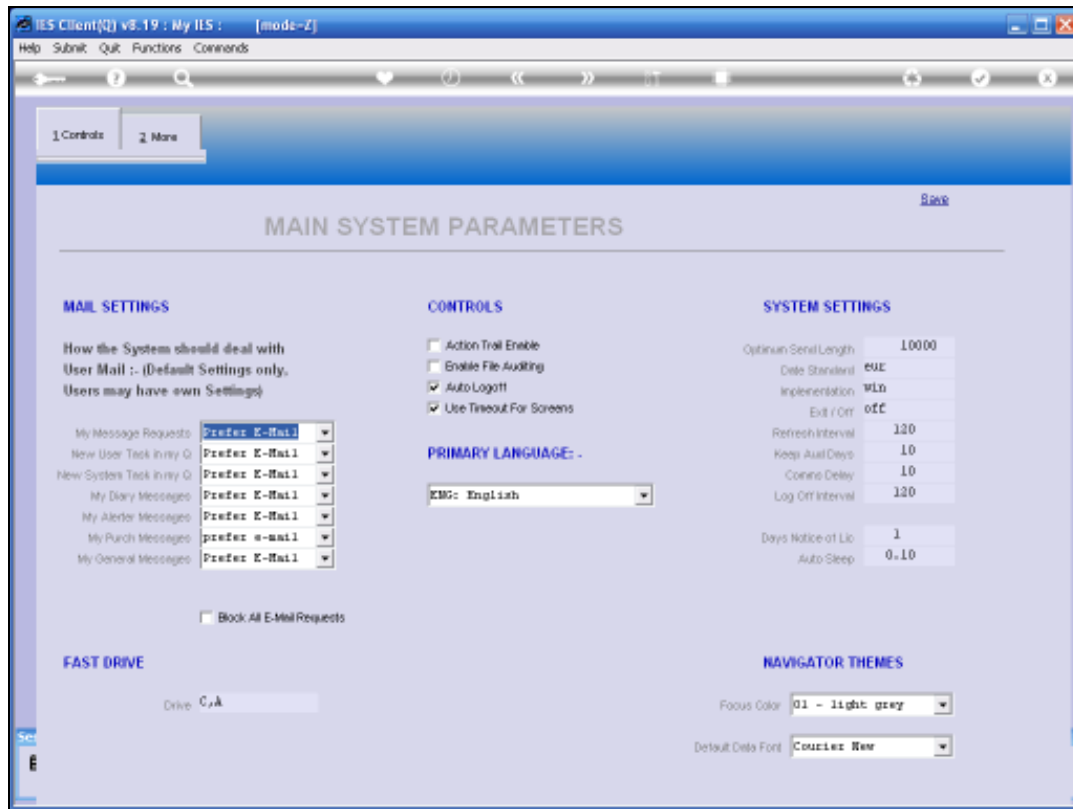 IES Client(Q) v8.19 : My IES : [mode=Z]
Help Submit Quit Functions Commands
1 Controls
2 More
Save
MAIN SYSTEM PARAMETERS
MAIL SETTINGS
How the System should deal with
User Mail :- (Default Settings only,
Users may have own Settings)
My Message Requests Prefer E-Mail
New User Task in my Q Prefer E-Mail
New System Task in my Q Prefer E-Mail
My Diary Messages Prefer E-Mail
My Alerter Messages Prefer E-Mail
My Purch Messages prefer e-mail
My General Messages Prefer E-Mail
Block All E-Mail Requests
FAST DRIVE
Drive C,A
CONTROLS
Action Trail Enable
Enable File Auditing
Auto Logoff
Use Timeout For Screens
PRIMARY LANGUAGE: -
ENG: English
SYSTEM SETTINGS
Optimum Send Length 10000
Date Standard eur
Implementation win
Exit / Off off
Refresh Interval 120
Keep Aud Days 10
Comms Delay 10
Log Off Interval 120
Days Notice of Lic 1
Auto Sleep 0.10
NAVIGATOR THEMES
Focus Color 01 - light grey
Default Data Font Courier New